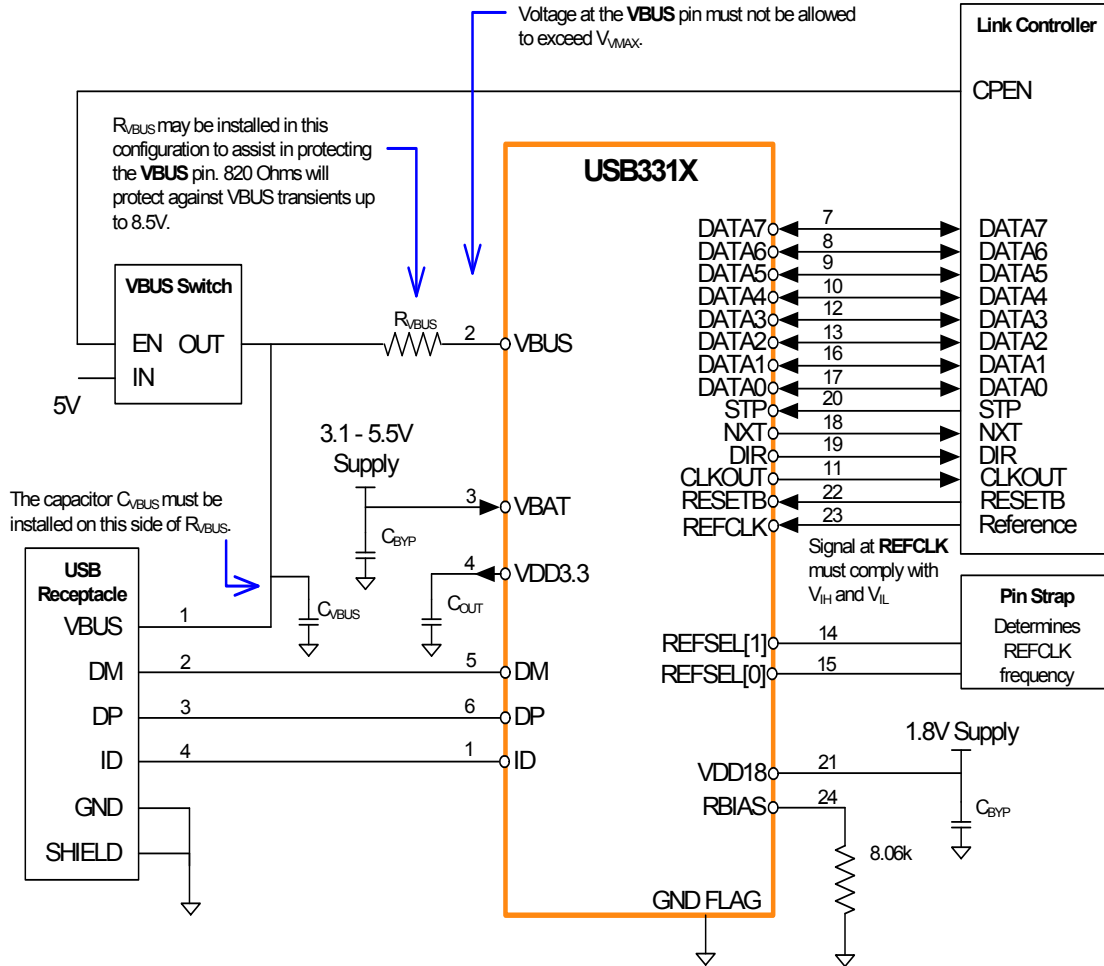 Voltage at the VBUS pin must not be allowed
to exceed VVMAX.
Link Controller
CPEN
RVBUS may be installed in this
configuration to assist in protecting
the VBUS pin. 820 Ohms will
protect against VBUS transients up
to 8.5V.
USB331X
DATA7 7 DATA7
DATA6 8 DATA6
DATA5 9 DATA5
DATA4 10 DATA4
DATA3 12 DATA3
DATA2 13 DATA2
DATA1 16 DATA1
DATA0 17 DATA0
STP 20 STP
NXT 18 NXT
DIR 19 DIR
CLKOUT 11 CLKOUT
RESETB 22 RESETB
REFCLK 23 Reference
VBUS Switch
EN OUT
IN
5V
RVBUS
2 VBUS
3.1 - 5.5V
Supply
3 VBAT
CBYP
4 VDD3.3
COUT
The capacitor CVBUS must be
installed on this side of RVBUS.
CVBUS
Signal at REFCLK
must comply with
VIH and VIL
USB
Receptacle
VBUS 1
DM 2 5 DM
DP 3 6 DP
ID 4 1 ID
GND
SHIELD
Pin Strap
Determines
REFCLK
frequency
REFSEL[1] 14
REFSEL[0] 15
1.8V Supply
VDD18 21
RBIAS 24
CBYP
8.06k
GND FLAG